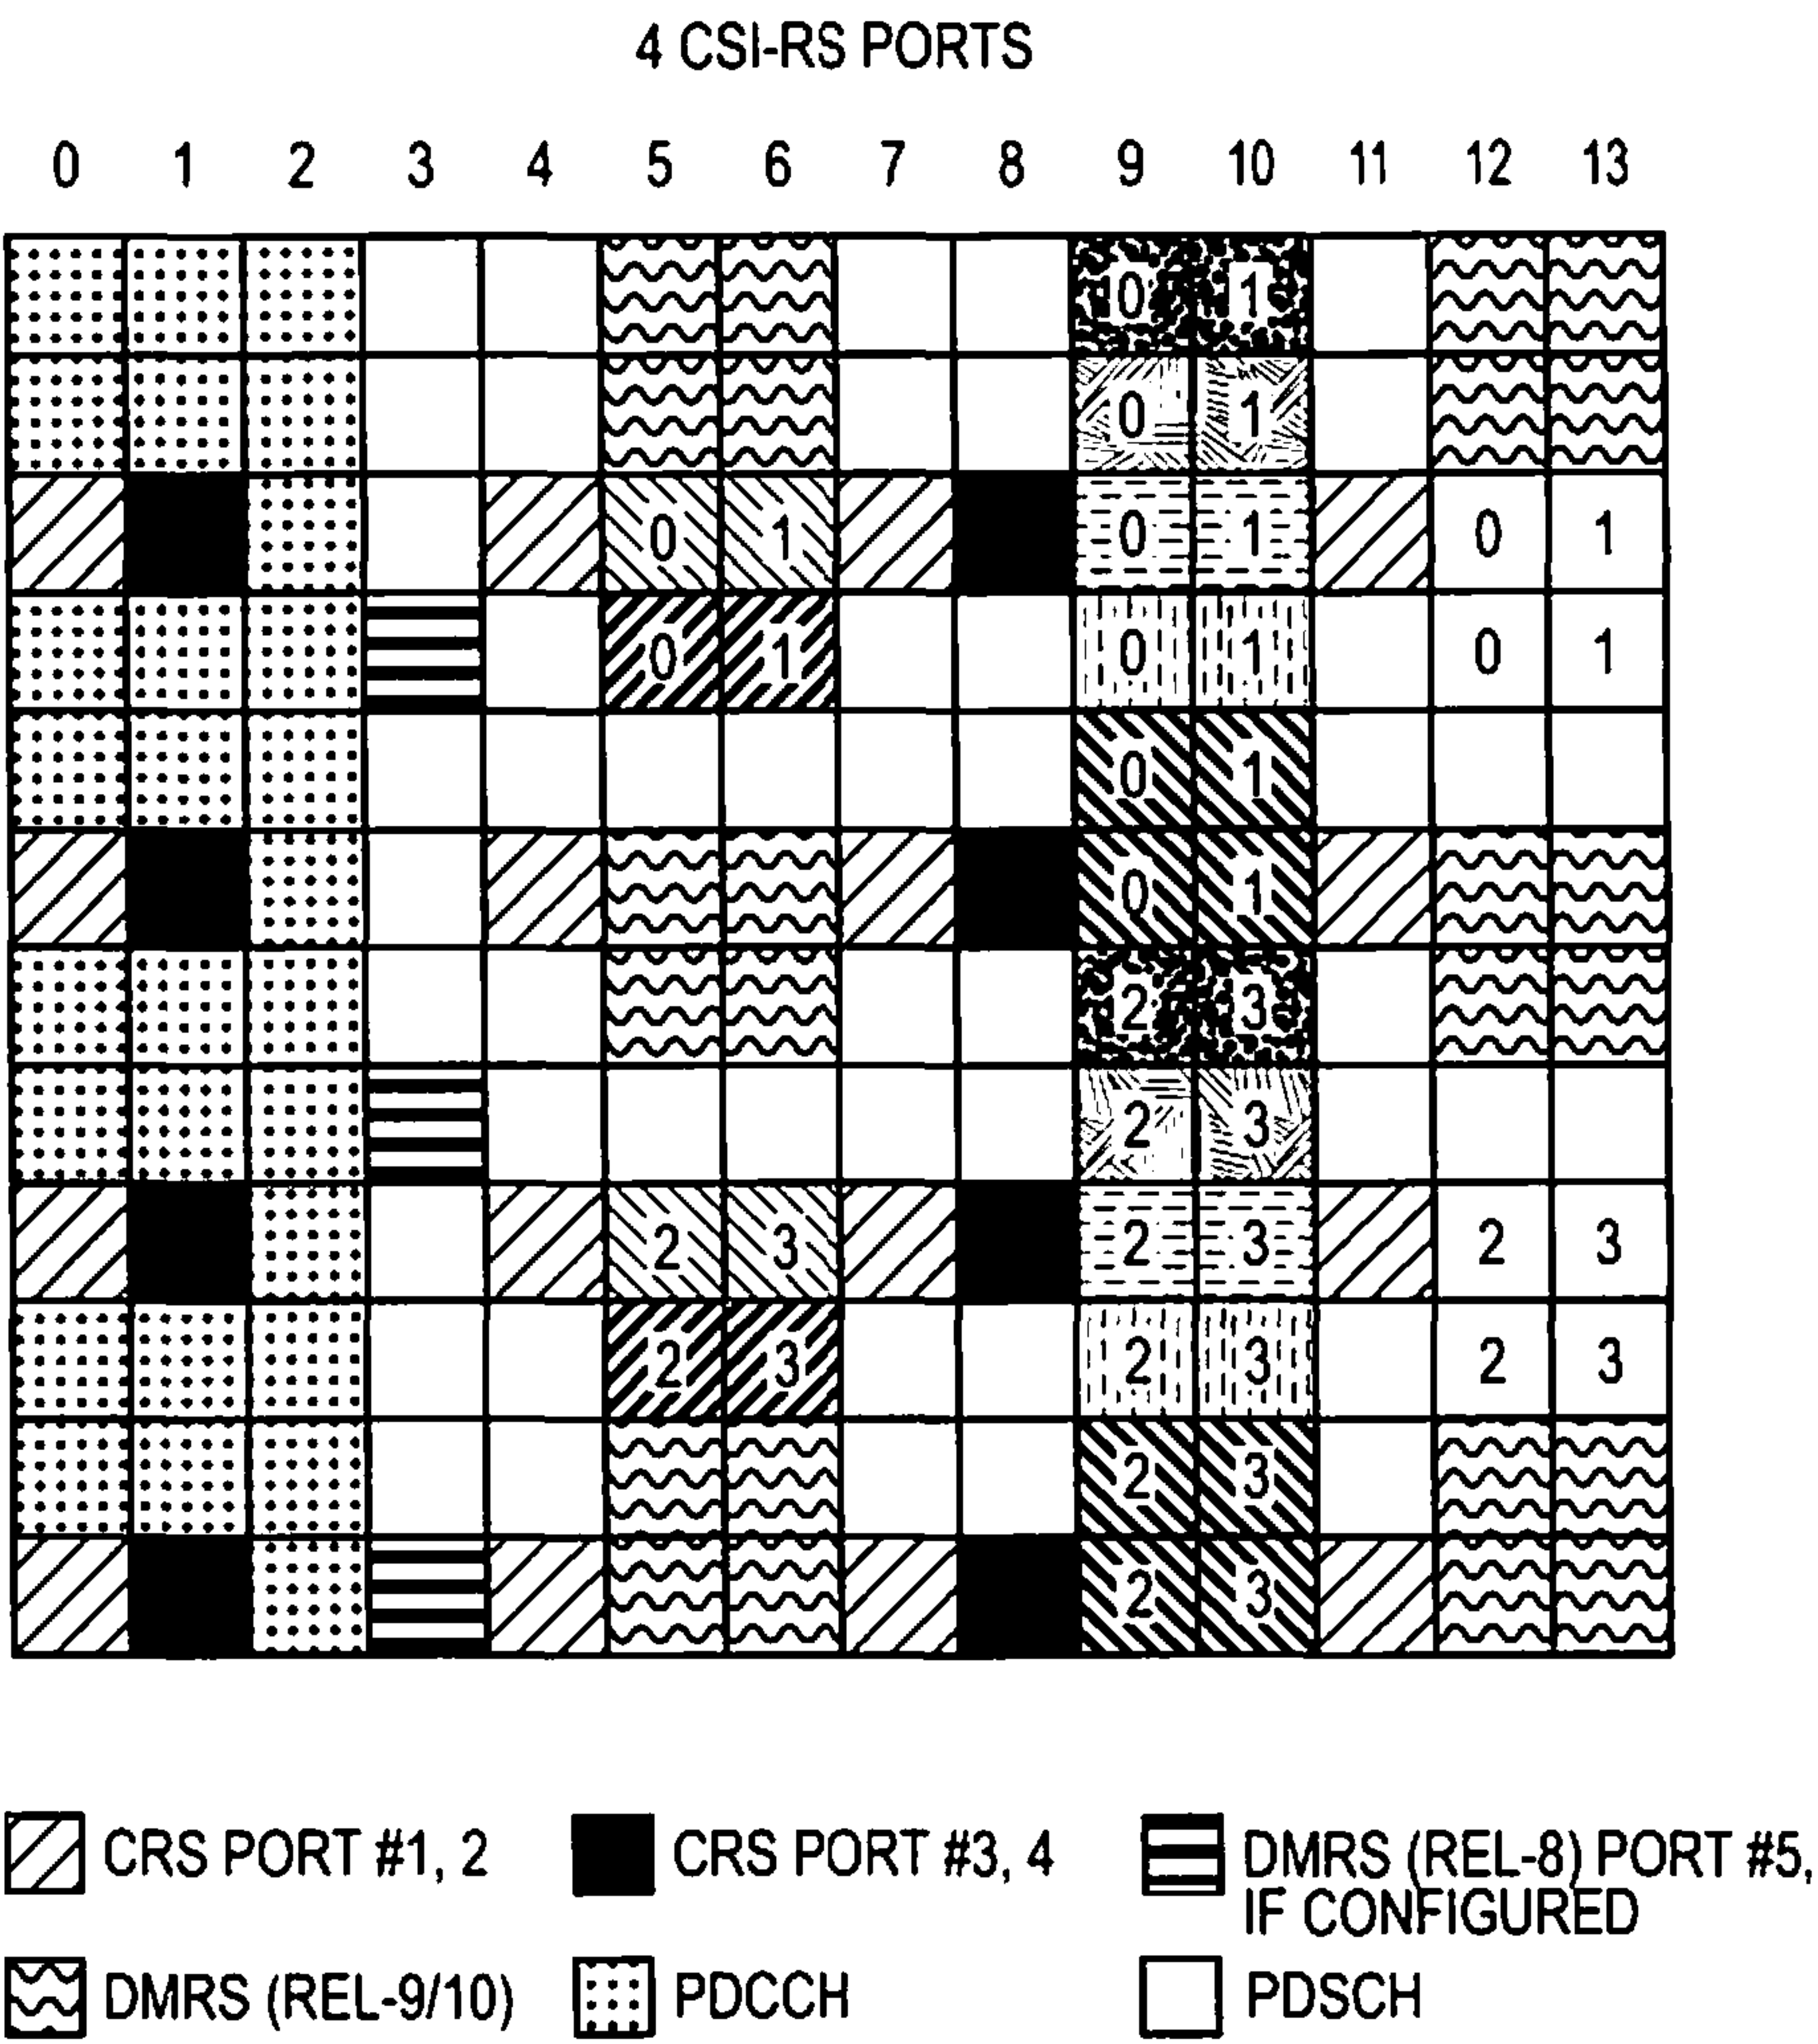 4 CSI-RS PORTS
0 1 2 3 4 5 6 7 8 9 10 11 12 13
0 1
0 1
0 1 0 1 0 1
0 1 0 1 0 1
0 1
0 1
2 3
2 3
2 3 2 3 2 3
2 3 2 3 2 3
2 3
2 3
CRS PORT #1, 2 CRS PORT #3, 4 DMRS (REL-8) PORT #5,
IF CONFIGURED
DMRS (REL-9/10) PDCCH PDSCH